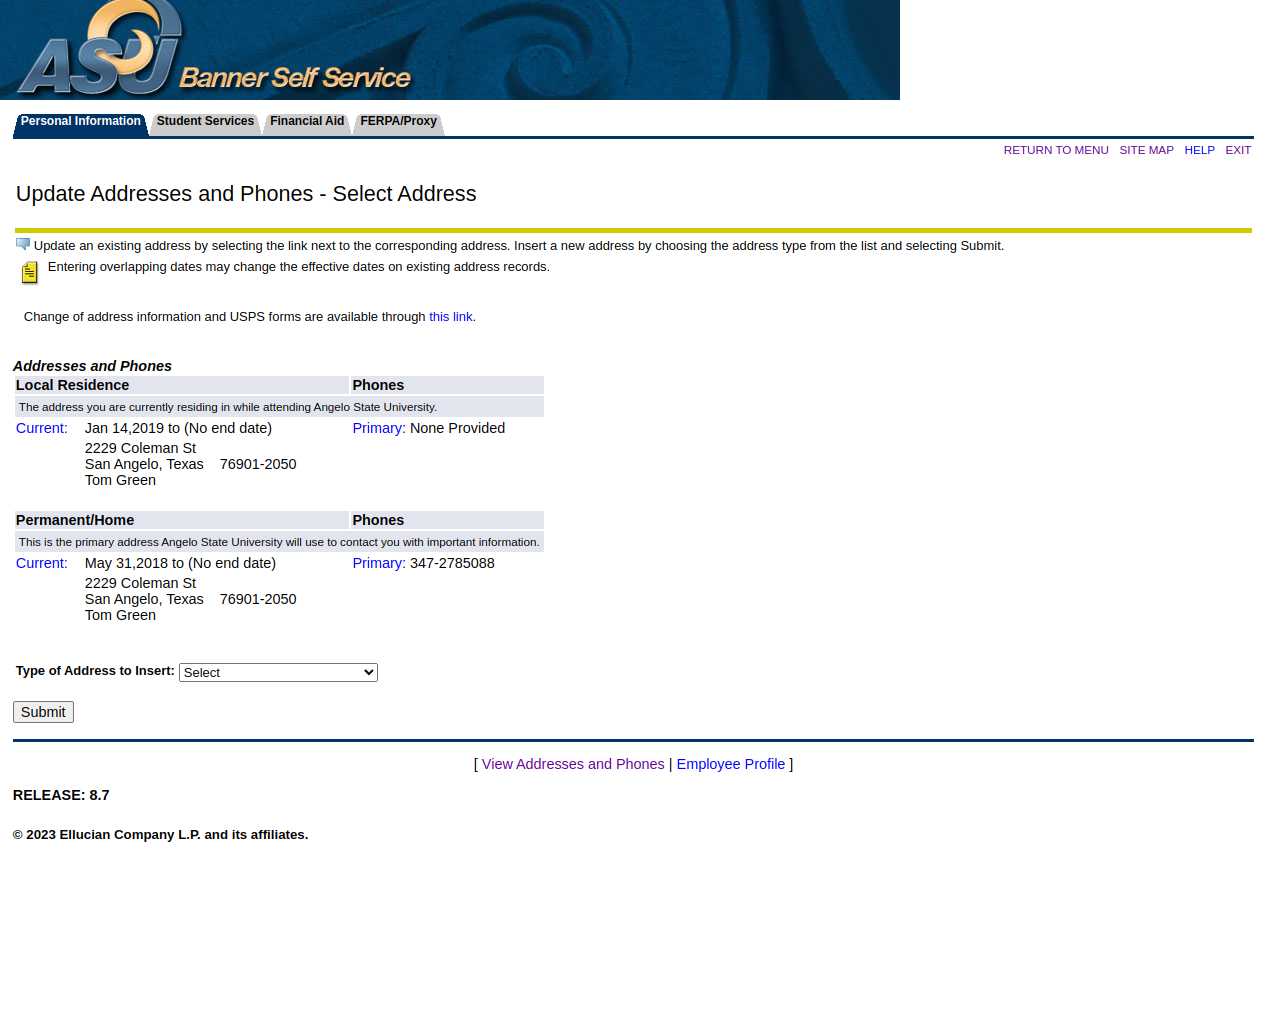 ASU Banner Self Service
Personal Information Student Services Financial Aid FERPA/Proxy
RETURN TO MENU SITE MAP HELP EXIT
Update Addresses and Phones - Select Address
Update an existing address by selecting the link next to the corresponding address. Insert a new address by choosing the address type from the list and selecting Submit.
Entering overlapping dates may change the effective dates on existing address records.
Change of address information and USPS forms are available through this link.
Addresses and Phones
Local Residence Phones
The address you are currently residing in while attending Angelo State University.
Current: Jan 14,2019 to (No end date) Primary: None Provided
2229 Coleman St
San Angelo, Texas 76901-2050
Tom Green
Permanent/Home Phones
This is the primary address Angelo State University will use to contact you with important information.
Current: May 31,2018 to (No end date) Primary: 347-2785088
2229 Coleman St
San Angelo, Texas 76901-2050
Tom Green
Type of Address to Insert: Select
Submit
[ View Addresses and Phones | Employee Profile ]
RELEASE: 8.7
© 2023 Ellucian Company L.P. and its affiliates.